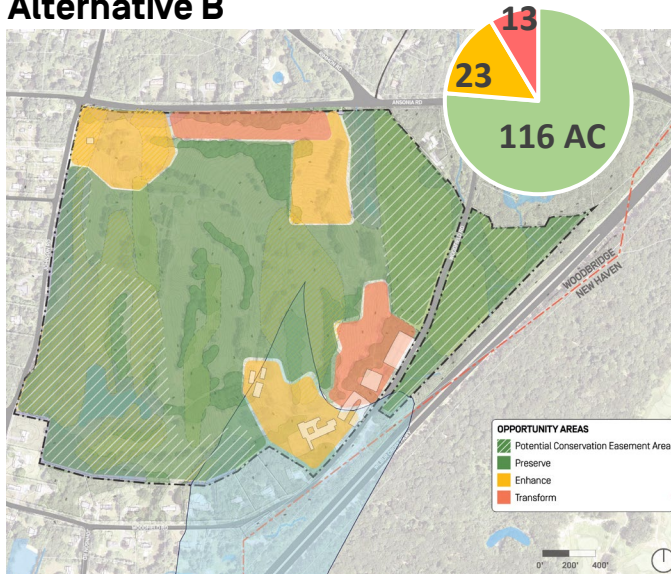 Alternative B
13
23
116 AC
ANSONIA RD
WOODBRIDGE
NEW HAVEN
OPPORTUNITY AREAS
Potential Conservation Easement Area
Preserve
Enhance
Transform
0' 200' 400'